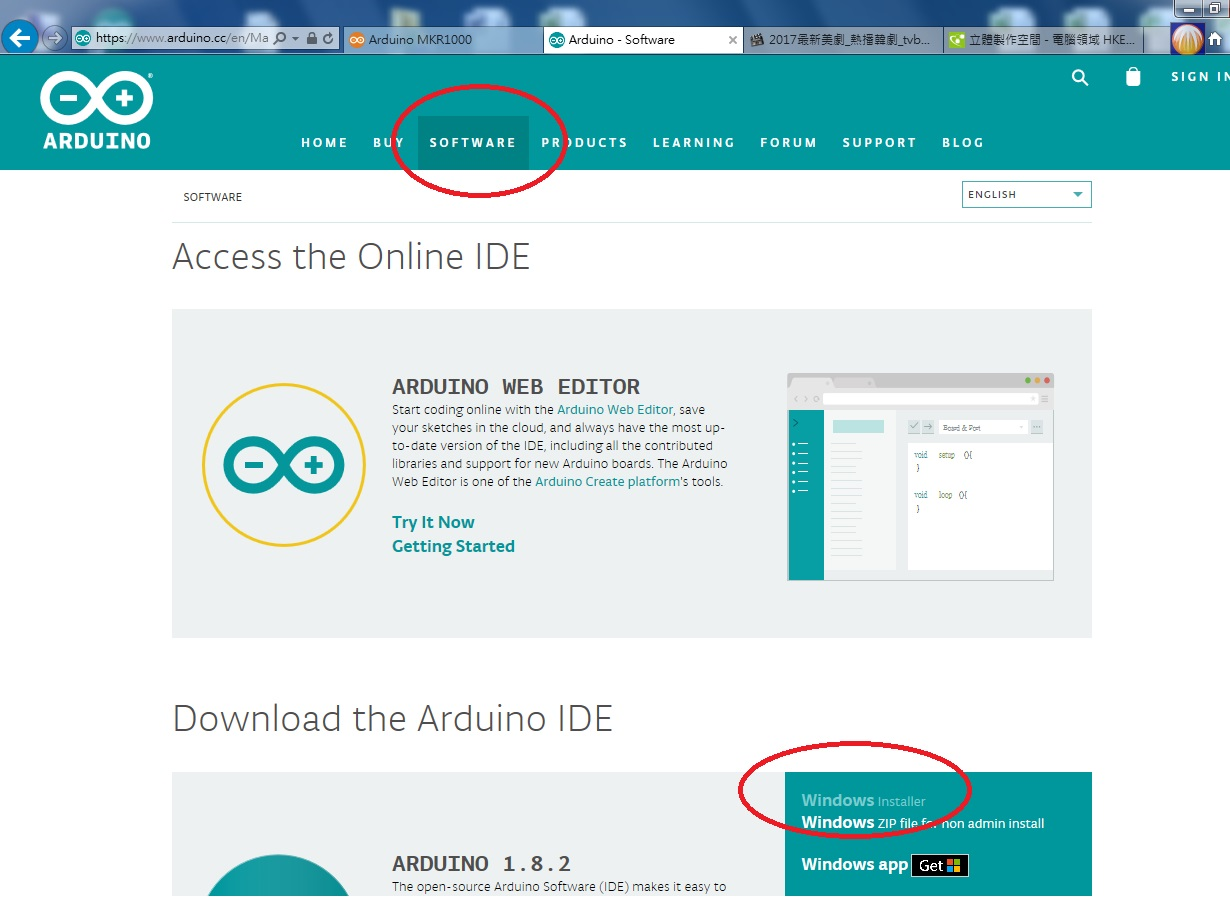 https://www.arduino.cc/en/Ma
Arduino MKR1000
Arduino - Software
2017最新美劇_熱播韓劇_tvb...
立體製作空間 - 電腦領域 HKE...
ARDUINO
SIGN IN
HOME BUY SOFTWARE PRODUCTS LEARNING FORUM SUPPORT BLOG
SOFTWARE
ENGLISH
Access the Online IDE
ARDUINO WEB EDITOR
Start coding online with the Arduino Web Editor, save
your sketches in the cloud, and always have the most up-
to-date version of the IDE, including all the contributed
libraries and support for new Arduino boards. The Arduino
Web Editor is one of the Arduino Create platform's tools.
Try It Now
Getting Started
Board & Port
void setup (){
}
void loop (){
}
Download the Arduino IDE
Windows Installer
Windows ZIP file for non admin install
Windows app Get
ARDUINO 1.8.2
The open-source Arduino Software (IDE) makes it easy to